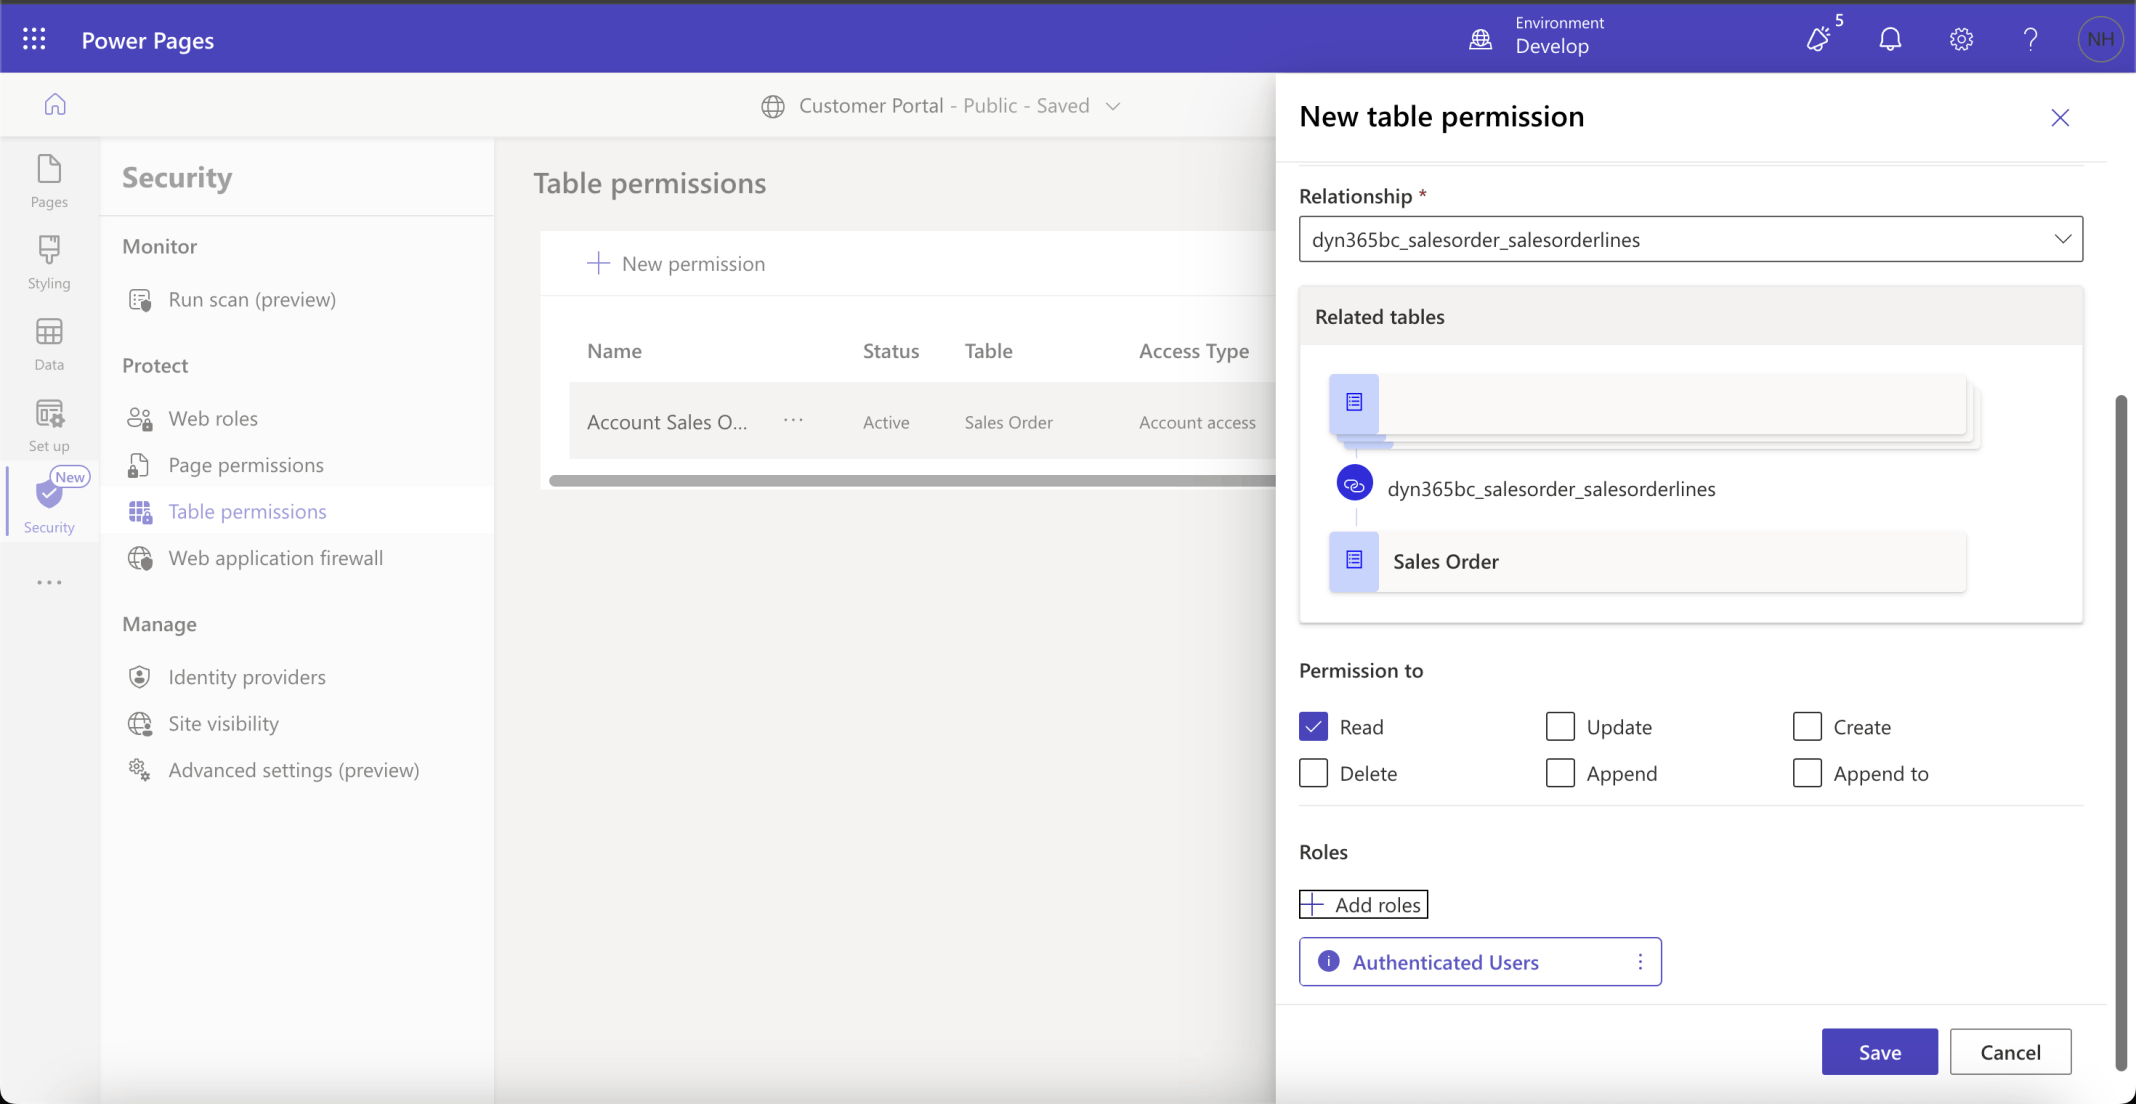 Power Pages
Environment
Develop
5
NH
Customer Portal - Public - Saved
Pages
Styling
Data
Set up
New
Security
Security
Monitor
Run scan (preview)
Protect
Web roles
Page permissions
Table permissions
Web application firewall
Manage
Identity providers
Site visibility
Advanced settings (preview)
Table permissions
New permission
Name Status Table Access Type
Account Sales O... Active Sales Order Account access
New table permission
Relationship *
dyn365bc_salesorder_salesorderlines
Related tables
dyn365bc_salesorder_salesorderlines
Sales Order
Permission to
Read Update Create
Delete Append Append to
Roles
Add roles
Authenticated Users
Save Cancel